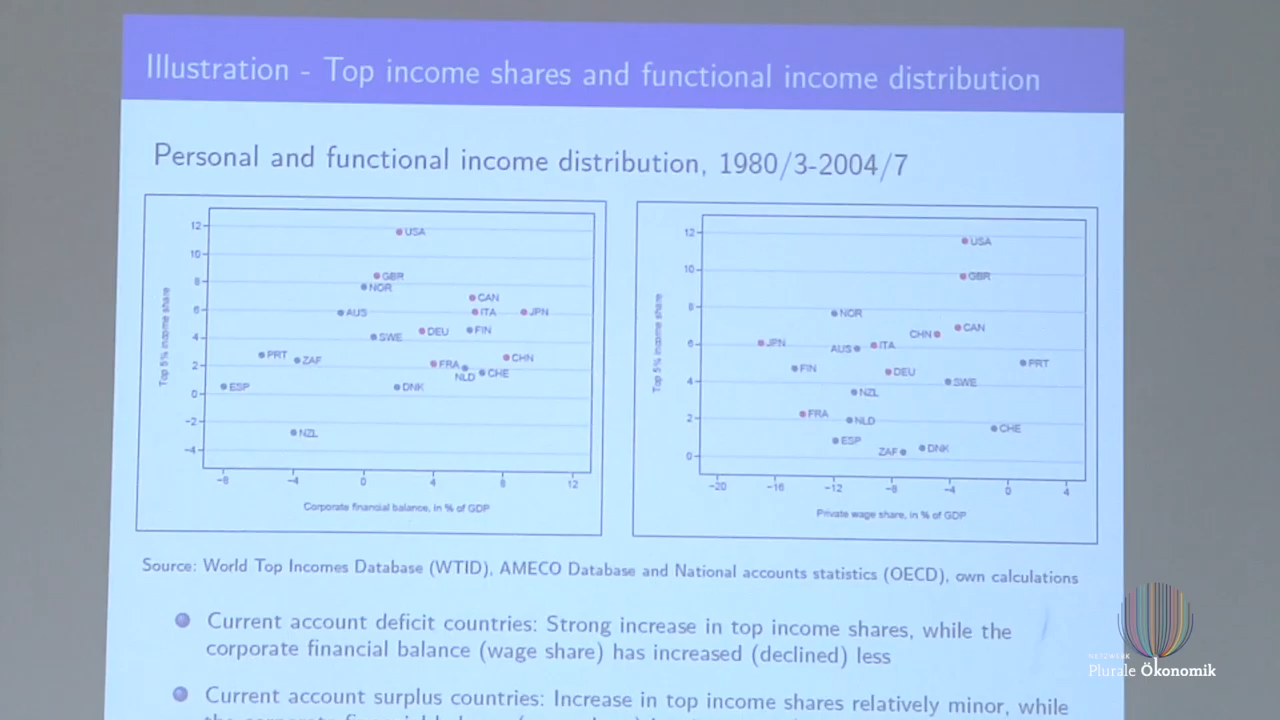 Illustration - Top income shares and functional income distribution
Personal and functional income distribution, 1980/3-2004/7
Top 5% income share
12
10
8
6
4
2
0
-2
-4
USA
GBR
NOR
CAN
AUS
ITA
JPN
SWE
DEU
FIN
PRT
ZAF
FRA
CHN
NLD
CHE
ESP
DNK
NZL
-8 -4 0 4 8 12
Corporate financial balance, in % of GDP
Top 5% income share
12
10
8
6
4
2
0
USA
GBR
NOR
CHN
CAN
JPN
AUS
ITA
PRT
FIN
DEU
SWE
NZL
FRA
NLD
CHE
ESP
ZAF
DNK
-20 -16 -12 -8 -4 0 4
Private wage share, in % of GDP
Source: World Top Incomes Database (WTID), AMECO Database and National accounts statistics (OECD), own calculations
Current account deficit countries: Strong increase in top income shares, while the
corporate financial balance (wage share) has increased (declined) less
Current account surplus countries: Increase in top income shares relatively minor, while
NETZWERK
Plurale Ökonomik